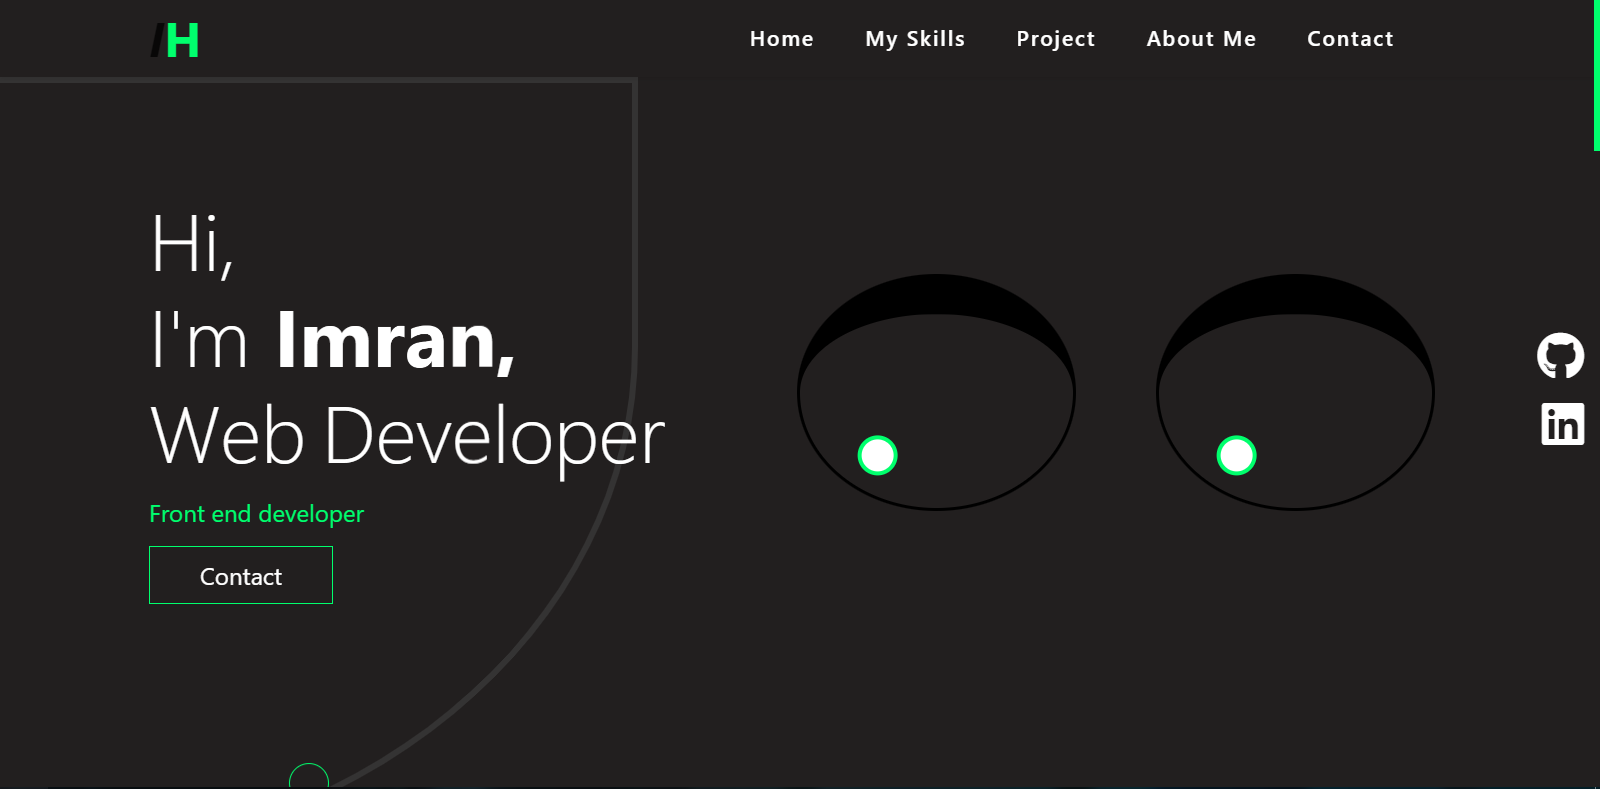 IH
Home
My Skills
Project
About Me
Contact
Hi,
I'm Imran,
Web Developer
Front end developer
Contact
in